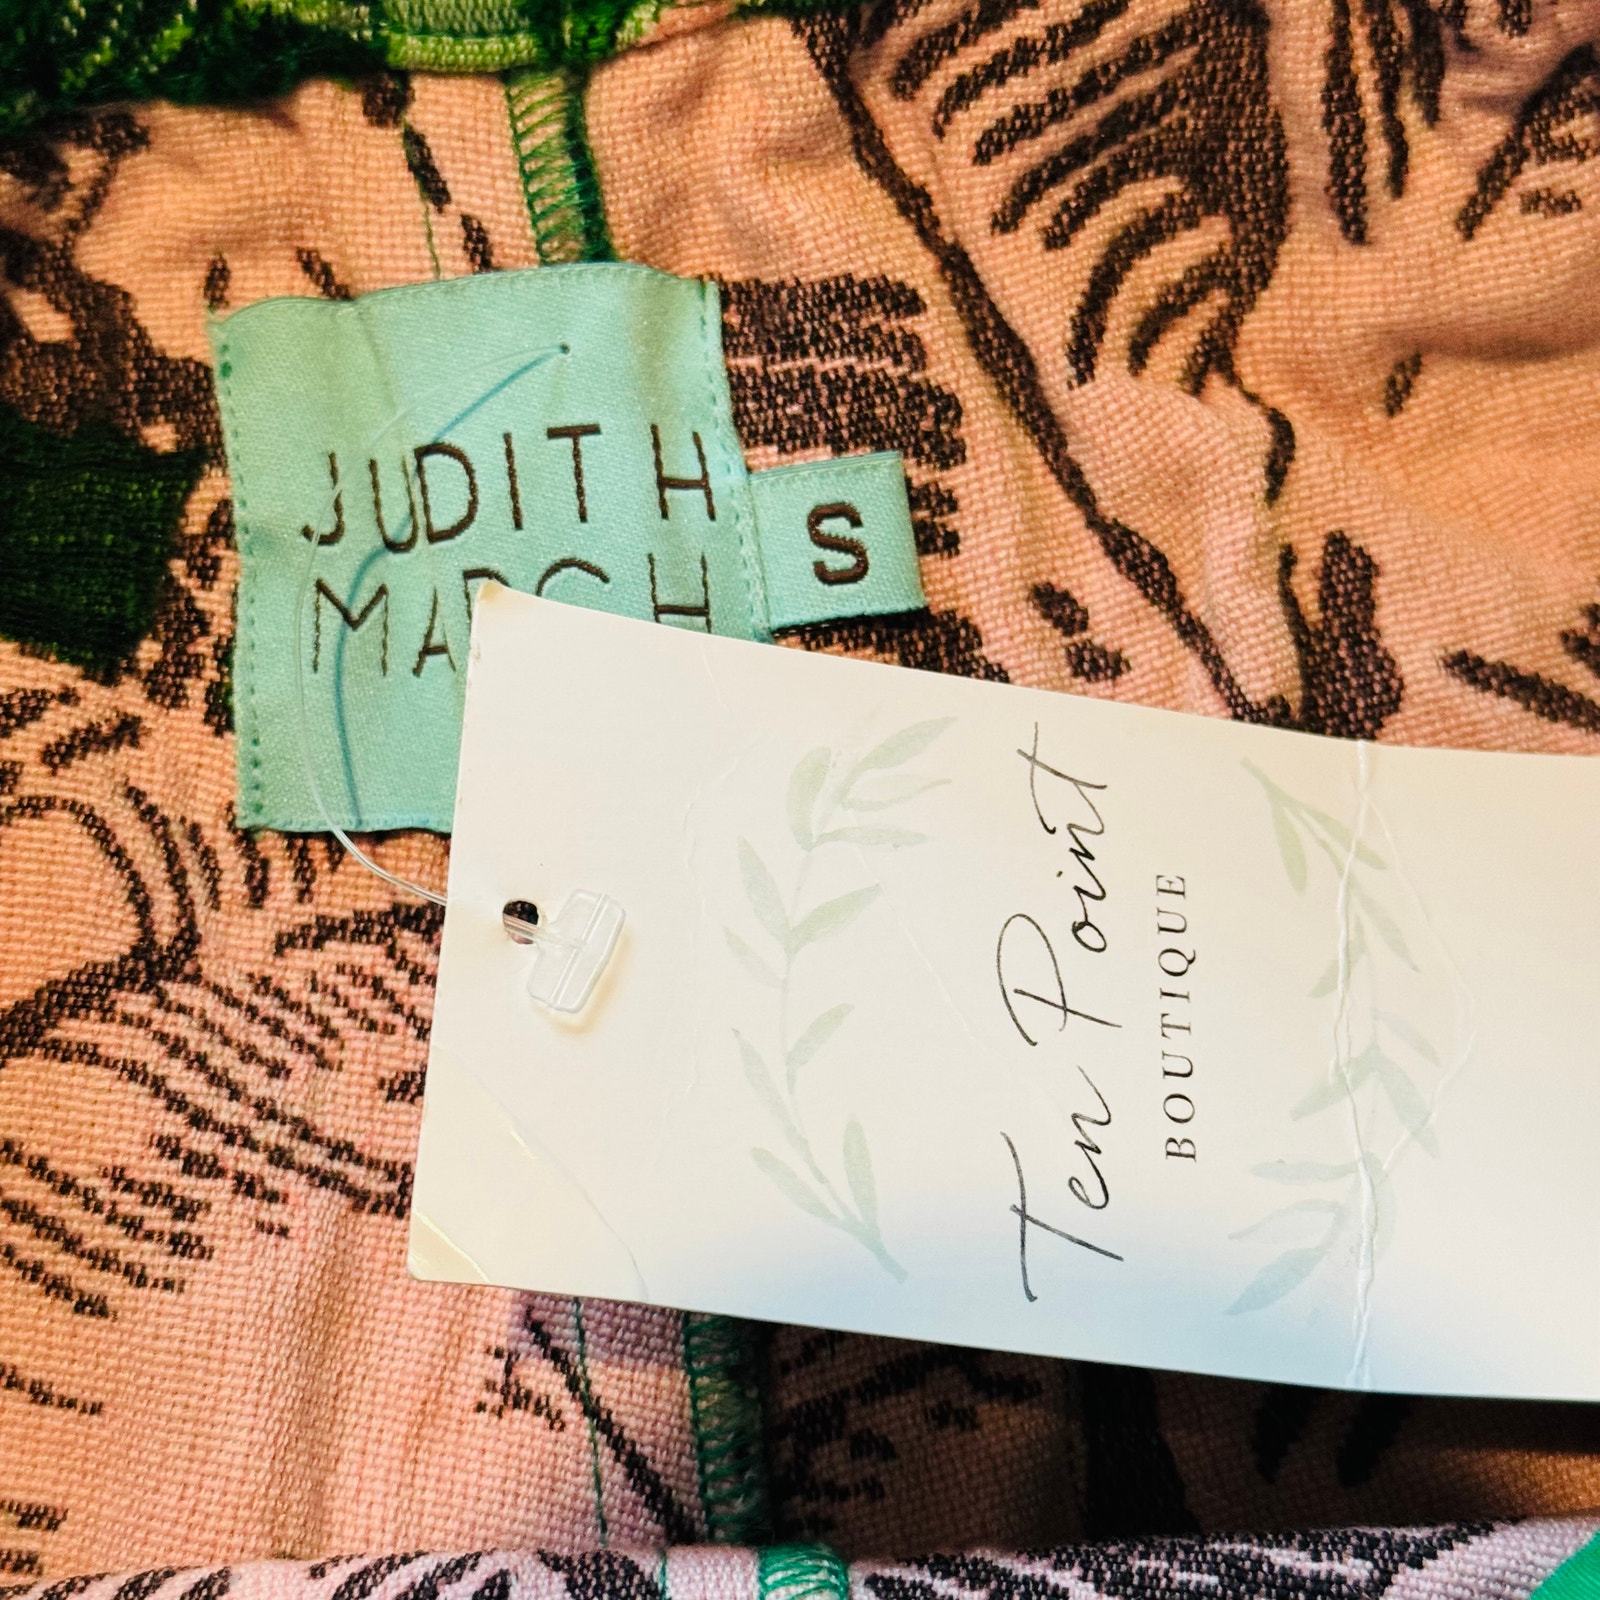 JUDITH
MARCH
S
Ten Point
BOUTIQUE